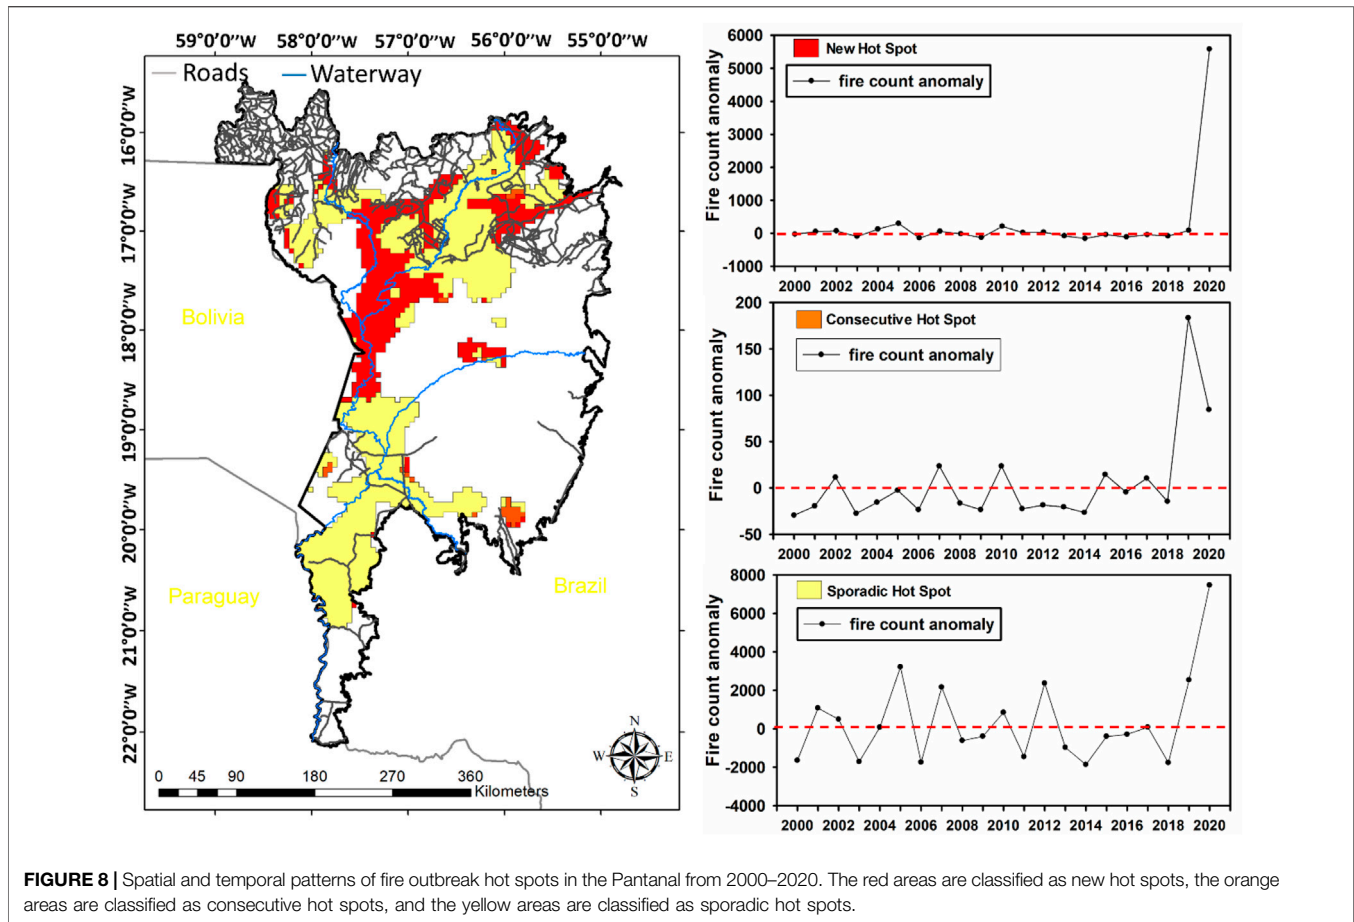 59°0'0''W 58°0'0''W 57°0'0''W 56°0'0''W 55°0'0''W
Roads Waterway
16°0'0''W
17°0'0''W
18°0'0''W
19°0'0''W
20°0'0''W
21°0'0''W
22°0'0''W
Bolivia
Paraguay
Brazil
N
W E
S
0 45 90 180 270 360
Kilometers
6000
5000
4000
3000
2000
1000
0
-1000
Fire count anomaly
New Hot Spot
fire count anomaly
2000 2002 2004 2006 2008 2010 2012 2014 2016 2018 2020
200
150
100
50
0
-50
Fire count anomaly
Consecutive Hot Spot
fire count anomaly
2000 2002 2004 2006 2008 2010 2012 2014 2016 2018 2020
8000
6000
4000
2000
0
-2000
-4000
Fire count anomaly
Sporadic Hot Spot
fire count anomaly
2000 2002 2004 2006 2008 2010 2012 2014 2016 2018 2020
FIGURE 8 | Spatial and temporal patterns of fire outbreak hot spots in the Pantanal from 2000–2020. The red areas are classified as new hot spots, the orange
areas are classified as consecutive hot spots, and the yellow areas are classified as sporadic hot spots.